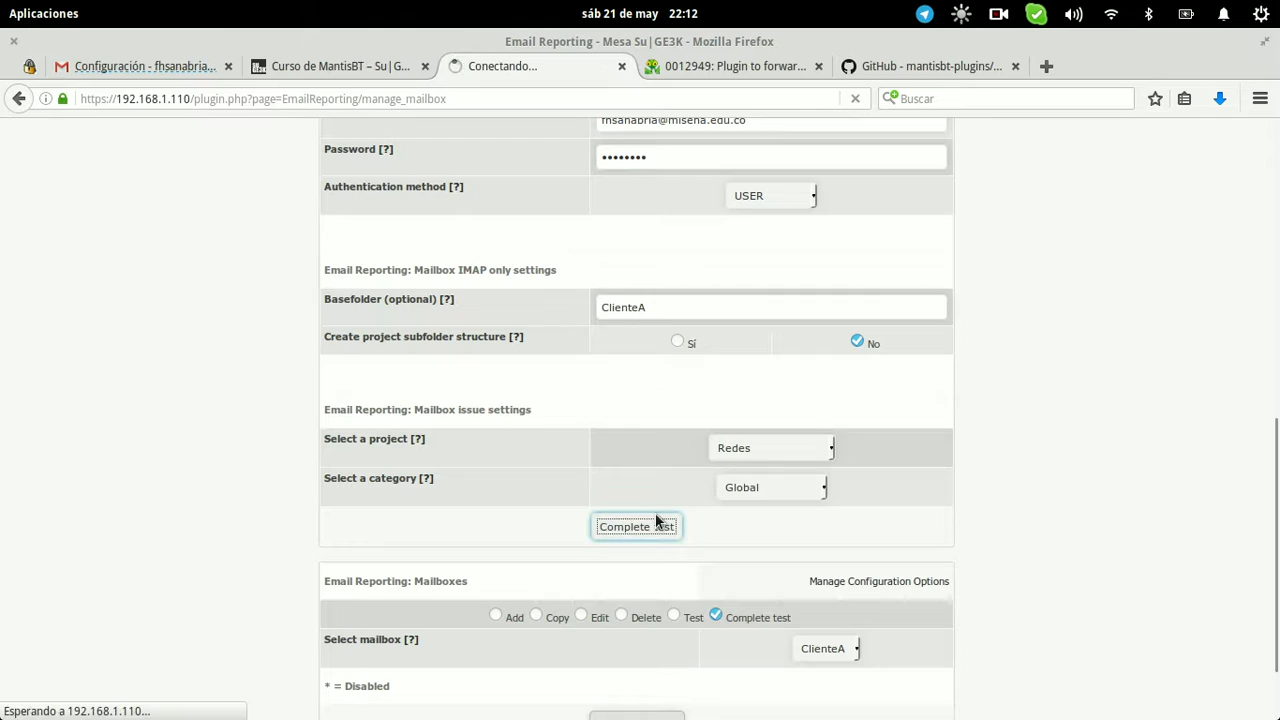 Aplicaciones
sáb 21 de may 22:12
Email Reporting - Mesa Su|GE3K - Mozilla Firefox
Configuración - fhsanabria...
Curso de MantisBT – Su|G...
Conectando...
0012949: Plugin to forwar...
GitHub - mantisbt-plugins/...
https://192.168.1.110/plugin.php?page=EmailReporting/manage_mailbox
Buscar
fhsanabria@misena.edu.co
Password [?]
••••••••
Authentication method [?]
USER
Email Reporting: Mailbox IMAP only settings
Basefolder (optional) [?]
ClienteA
Create project subfolder structure [?]
Sí
No
Email Reporting: Mailbox issue settings
Select a project [?]
Redes
Select a category [?]
Global
Complete test
Email Reporting: Mailboxes
Manage Configuration Options
Add Copy Edit Delete Test Complete test
Select mailbox [?]
ClienteA
* = Disabled
Esperando a 192.168.1.110...